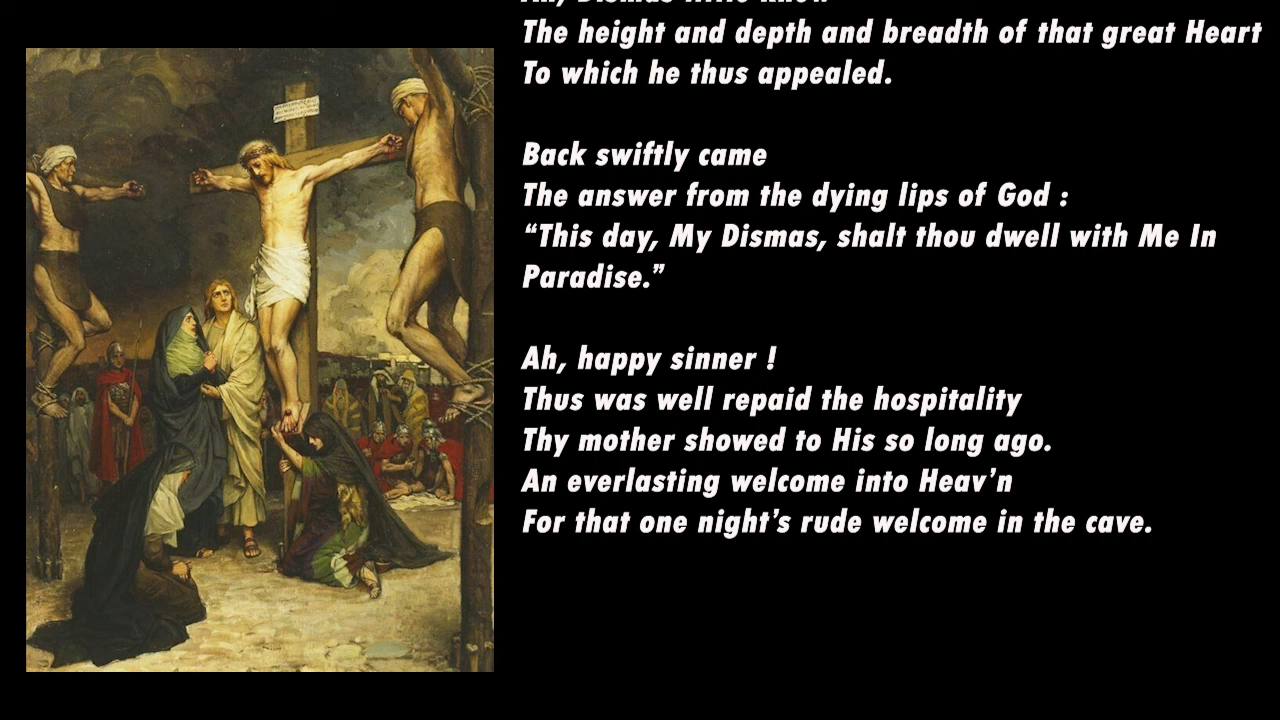 The height and depth and breadth of that great Heart
To which he thus appealed.
Back swiftly came
The answer from the dying lips of God :
“This day, My Dismas, shalt thou dwell with Me In
Paradise.”
Ah, happy sinner !
Thus was well repaid the hospitality
Thy mother showed to His so long ago.
An everlasting welcome into Heav’n
For that one night’s rude welcome in the cave.